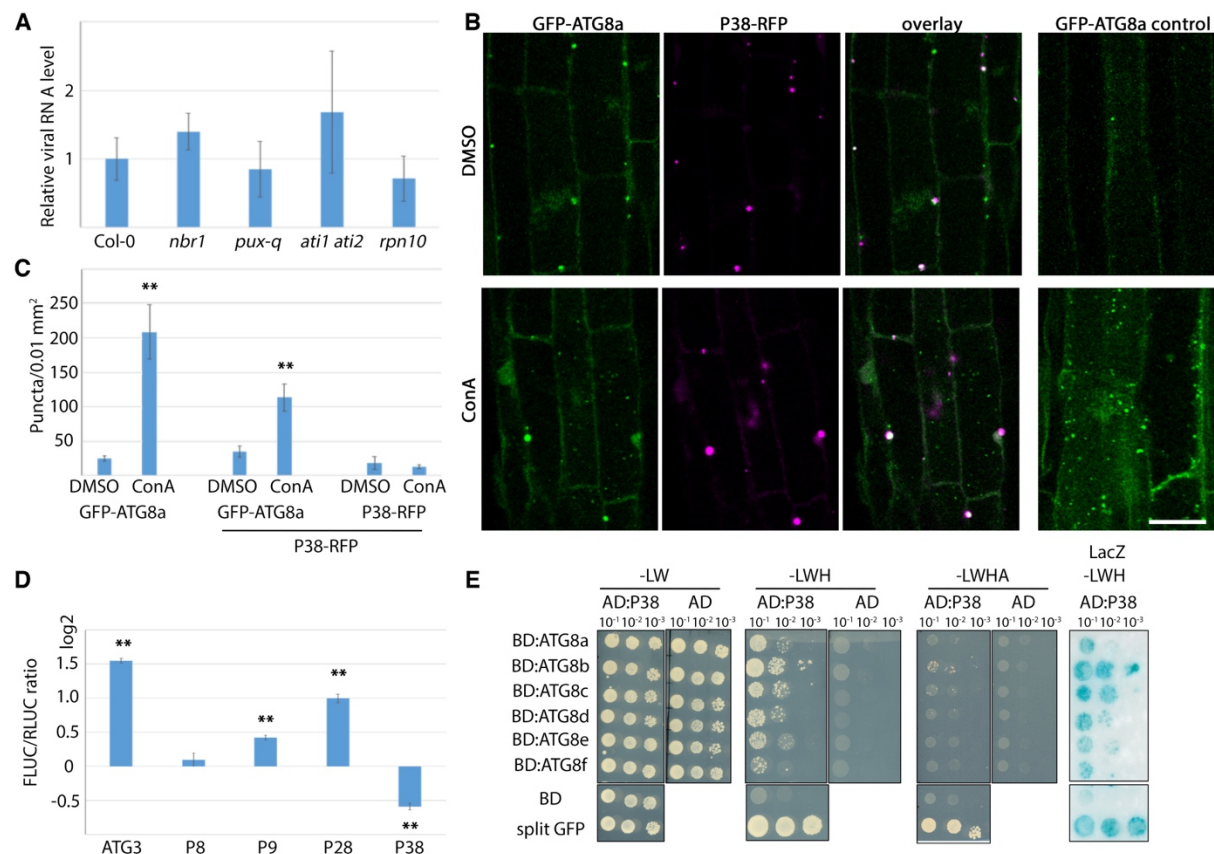 A
Relative viral RN A level
2
1
Col-0 nbr1 pux-q ati1 ati2 rpn10
B
GFP-ATG8a P38-RFP overlay GFP-ATG8a control
DMSO
ConA
C
Puncta/0.01 mm²
250
200
150
100
50
** **
DMSO ConA DMSO ConA DMSO ConA
GFP-ATG8a GFP-ATG8a P38-RFP
P38-RFP
D
FLUC/RLUC ratio log2
1.5
1.0
0.5
0
-0.5
** ** ** **
ATG3 P8 P9 P28 P38
E
LacZ
-LW -LWH -LWHA -LWH
AD:P38 AD AD:P38 AD AD:P38 AD AD:P38
10⁻¹ 10⁻² 10⁻³ 10⁻¹ 10⁻² 10⁻³ 10⁻¹ 10⁻² 10⁻³ 10⁻¹ 10⁻² 10⁻³ 10⁻¹ 10⁻² 10⁻³ 10⁻¹ 10⁻² 10⁻³ 10⁻¹ 10⁻² 10⁻³
BD:ATG8a
BD:ATG8b
BD:ATG8c
BD:ATG8d
BD:ATG8e
BD:ATG8f
BD
split GFP